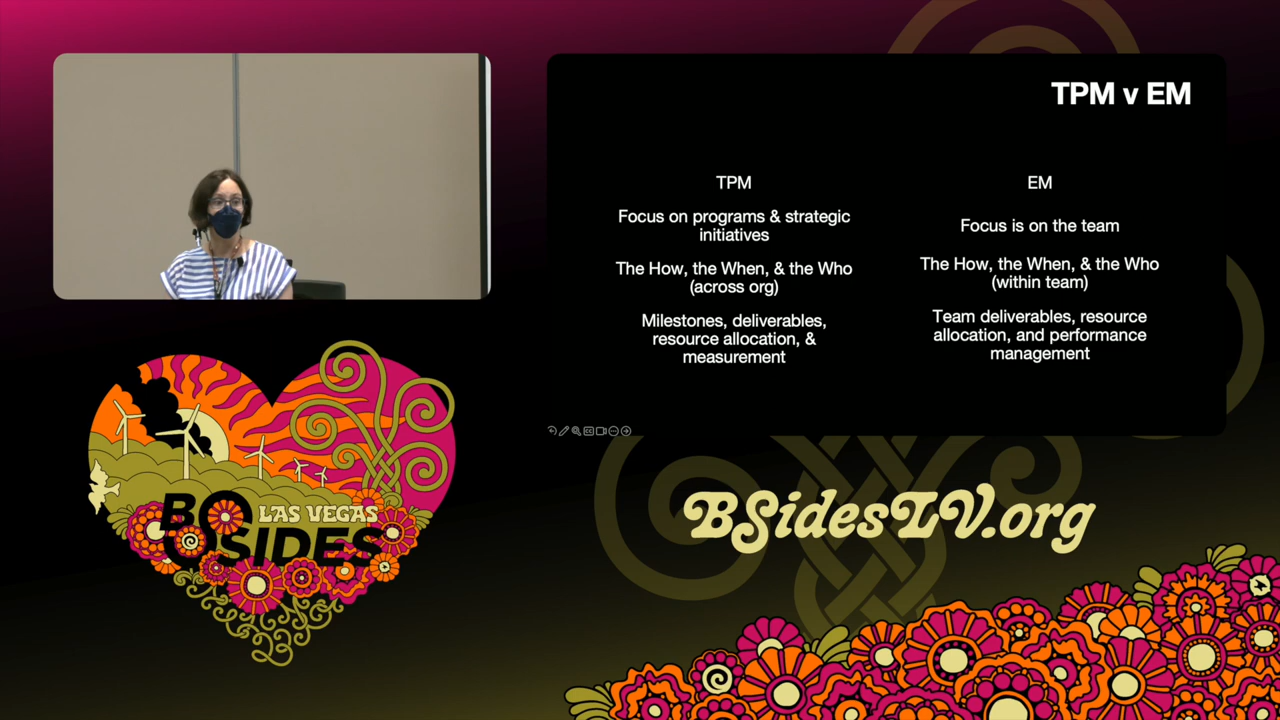 TPM v EM
TPM
Focus on programs & strategic
initiatives
The How, the When, & the Who
(across org)
Milestones, deliverables,
resource allocation, &
measurement
EM
Focus is on the team
The How, the When, & the Who
(within team)
Team deliverables, resource
allocation, and performance
management
LAS VEGAS
BSIDES
BSidesLV.org